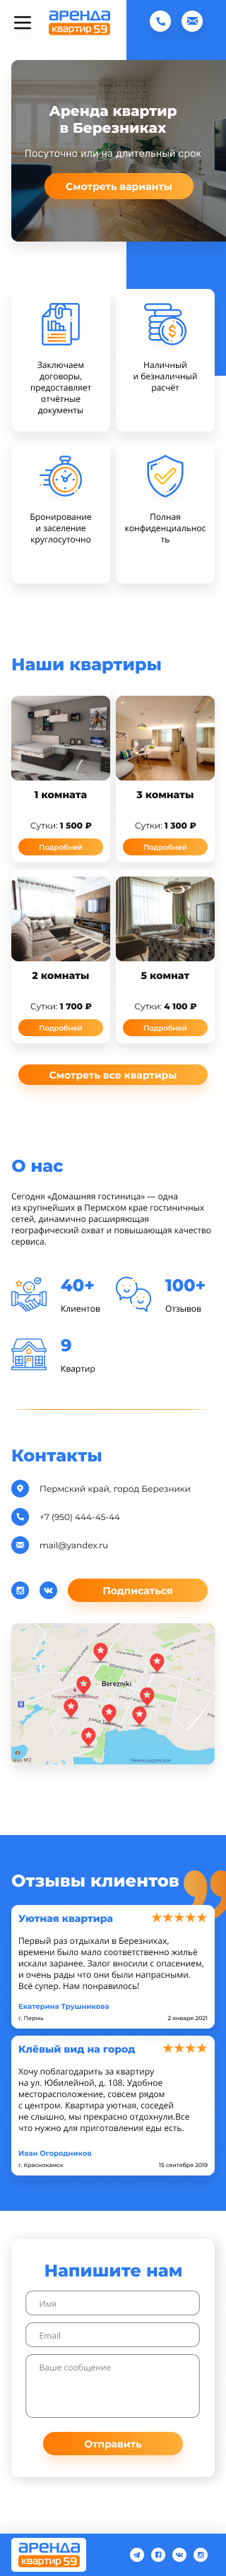 аренда
квартир 59
Аренда квартир
в Березниках
Посуточно или на длительный срок
Смотреть варианты
Заключаем
договоры,
предоставляет
отчётные
документы
Наличный
и безналичный
расчёт
Бронирование
и заселение
круглосуточно
Полная
конфиденциальнос
ть
Наши квартиры
1 комната
Сутки: 1 500 ₽
Подробней
3 комнаты
Сутки: 1 300 ₽
Подробней
2 комнаты
Сутки: 1 700 ₽
Подробней
5 комнат
Сутки: 4 100 ₽
Подробней
Смотреть все квартиры
О нас
Сегодня «Домашняя гостиница» — одна
из крупнейших в Пермском крае гостиничных
сетей, динамично расширяющая
географический охват и повышающая качество
сервиса.
40+
Клиентов
100+
Отзывов
9
Квартир
Контакты
Пермский край, город Березники
+7 (950) 444-45-44
mail@yandex.ru
Подписаться
Berezniki
Отзывы клиентов
Уютная квартира
Первый раз отдыхали в Березниках,
времени было мало соответственно жильё
искали заранее. Залог вносили с опасением,
и очень рады что они были напрасными.
Всё супер. Нам понравилось!
Екатерина Трушникова
г. Пермь
2 января 2021
Клёвый вид на город
Хочу поблагодарить за квартиру
на ул. Юбилейной, д. 108. Удобное
месторасположение, совсем рядом
с центром. Квартира уютная, соседей
не слышно, мы прекрасно отдохнули.Все
что нужно для приготовления еды есть.
Иван Огородников
г. Краснокамск
15 сентября 2019
Напишите нам
Имя
Email
Ваше сообщение
Отправить
аренда
квартир 59